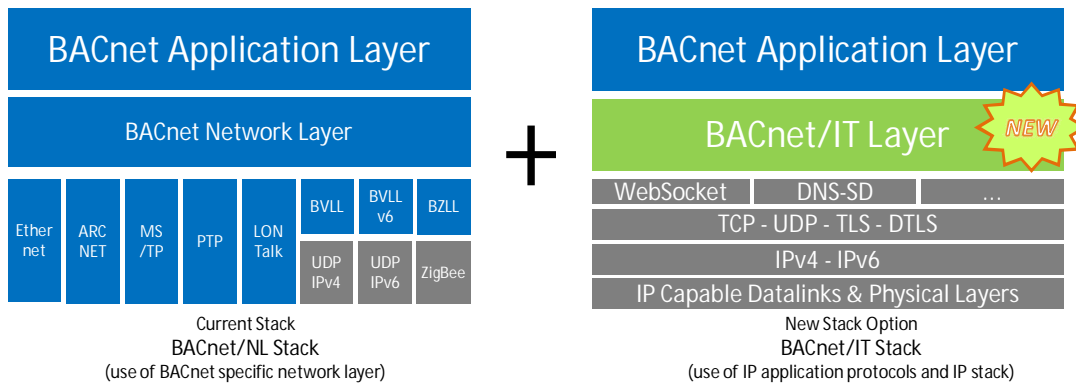 BACnet Application Layer
BACnet Network Layer
Ether
net
ARC
NET
MS
/TP
PTP
LON
Talk
BVLL
BVLL
v6
BZLL
UDP
IPv4
UDP
IPv6
ZigBee
Current Stack
BACnet/NL Stack
(use of BACnet specific network layer)
+
BACnet Application Layer
BACnet/IT Layer
NEW
WebSocket
DNS-SD
...
TCP - UDP - TLS - DTLS
IPv4 - IPv6
IP Capable Datalinks & Physical Layers
New Stack Option
BACnet/IT Stack
(use of IP application protocols and IP stack)